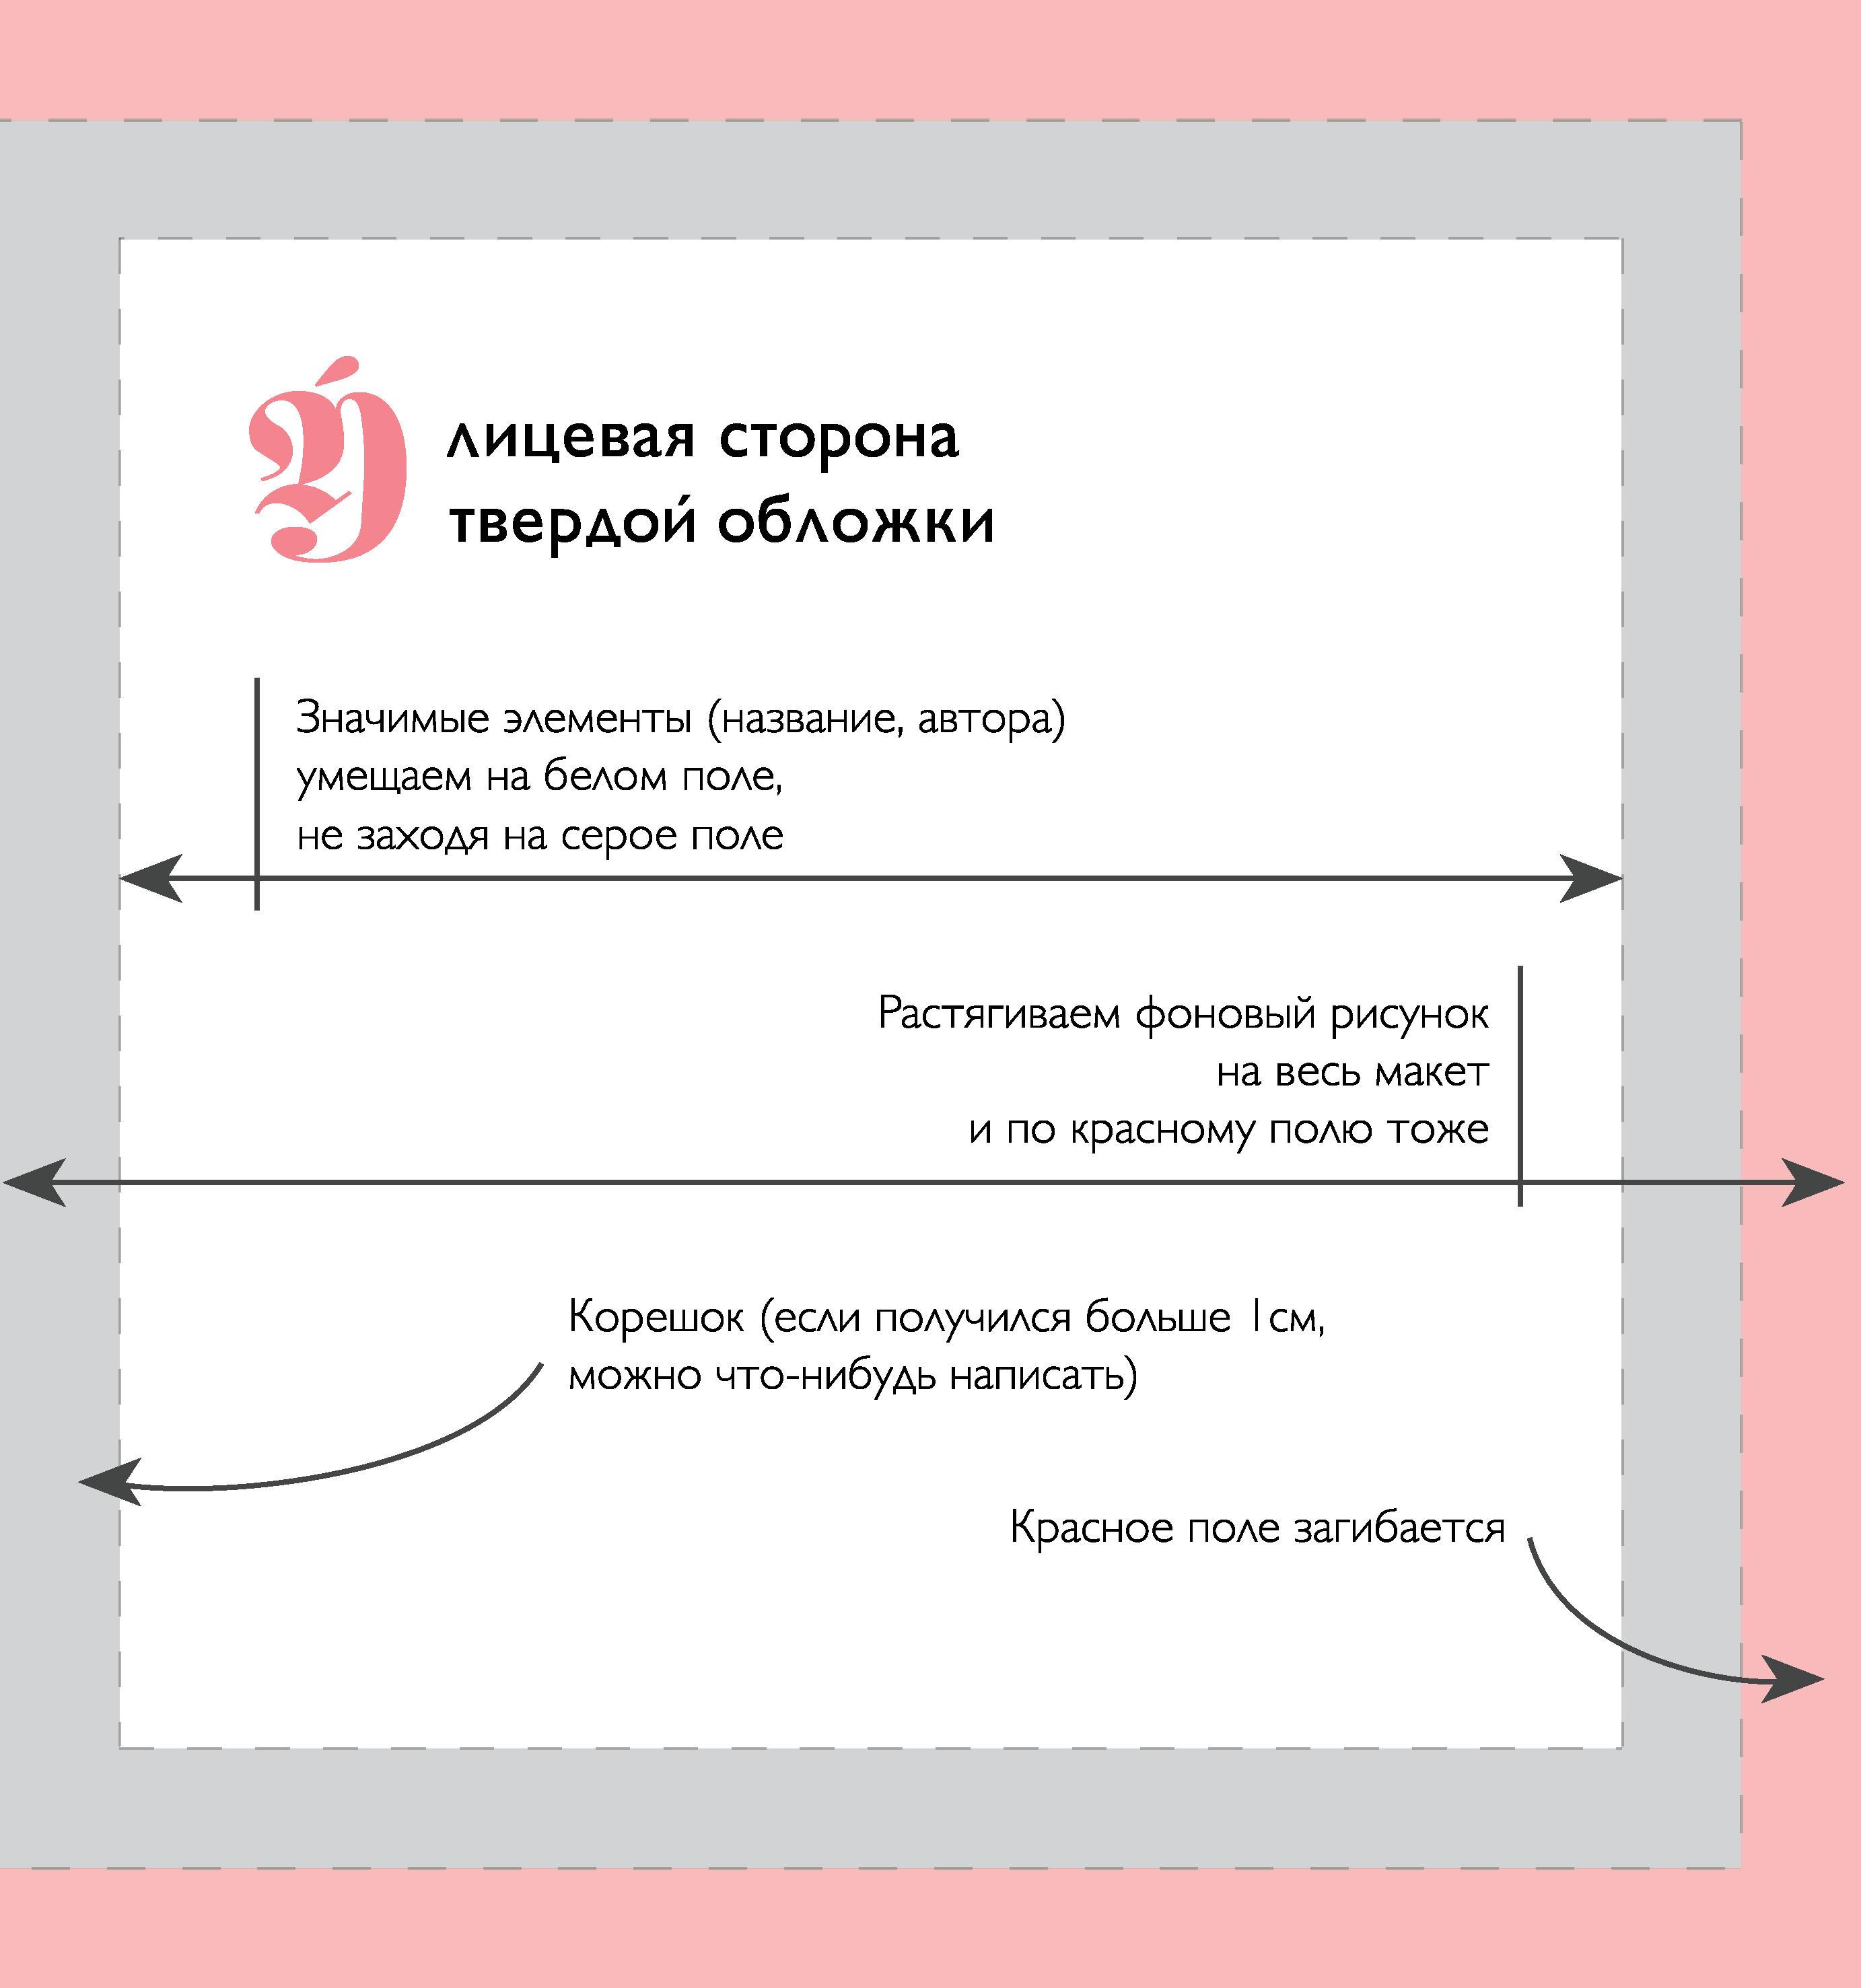 лицевая сторона
твердой обложки
Значимые элементы (название, автора)
умещаем на белом поле,
не заходя на серое поле
Растягиваем фоновый рисунок
на весь макет
и по красному полю тоже
Корешок (если получился больше 1см,
можно что-нибудь написать)
Красное поле загибается